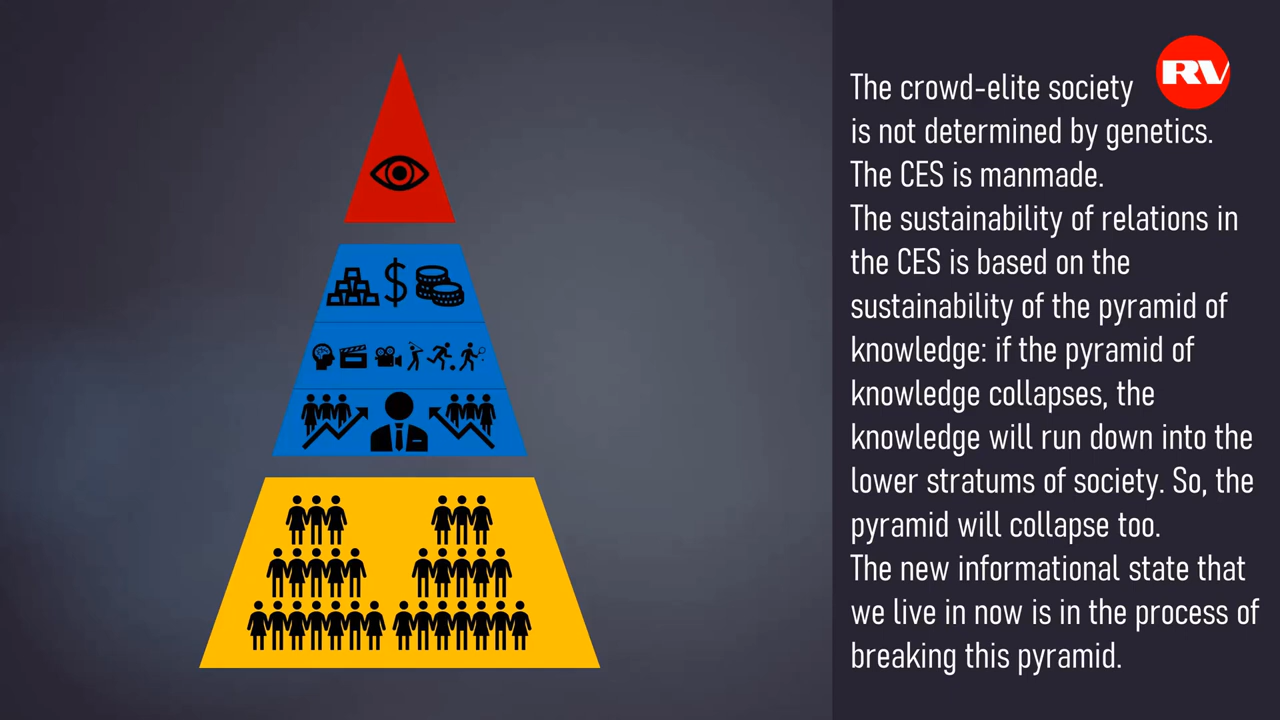 RV
The crowd-elite society
is not determined by genetics.
The CES is manmade.
The sustainability of relations in
the CES is based on the
sustainability of the pyramid of
knowledge: if the pyramid of
knowledge collapses, the
knowledge will run down into the
lower stratums of society. So, the
pyramid will collapse too.
The new informational state that
we live in now is in the process of
breaking this pyramid.
$